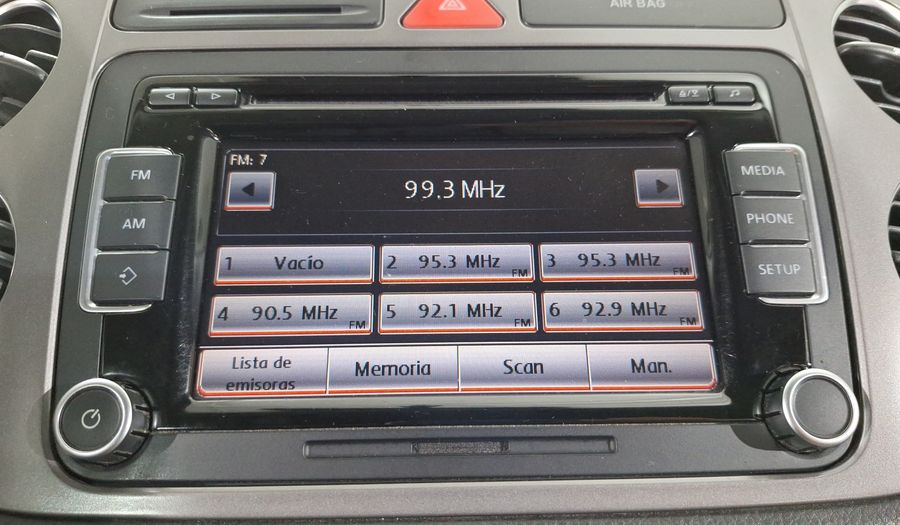 AIR BAG
FM: 7
99.3 MHz
FM
AM
MEDIA
PHONE
SETUP
1 Vacío
2 95.3 MHz FM
3 95.3 MHz FM
4 90.5 MHz FM
5 92.1 MHz FM
6 92.9 MHz FM
Lista de
emisoras
Memoria
Scan
Man.